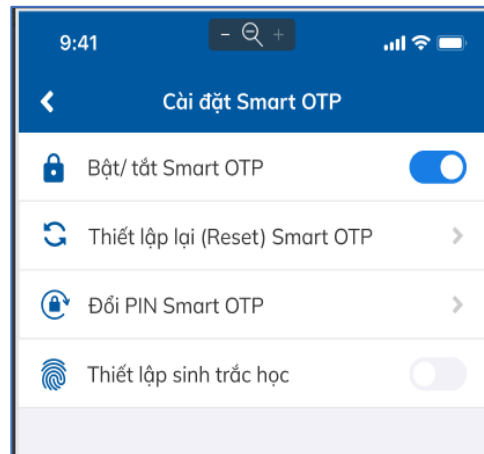 9:41
Cài đặt Smart OTP
Bật/ tắt Smart OTP
Thiết lập lại (Reset) Smart OTP
Đổi PIN Smart OTP
Thiết lập sinh trắc học